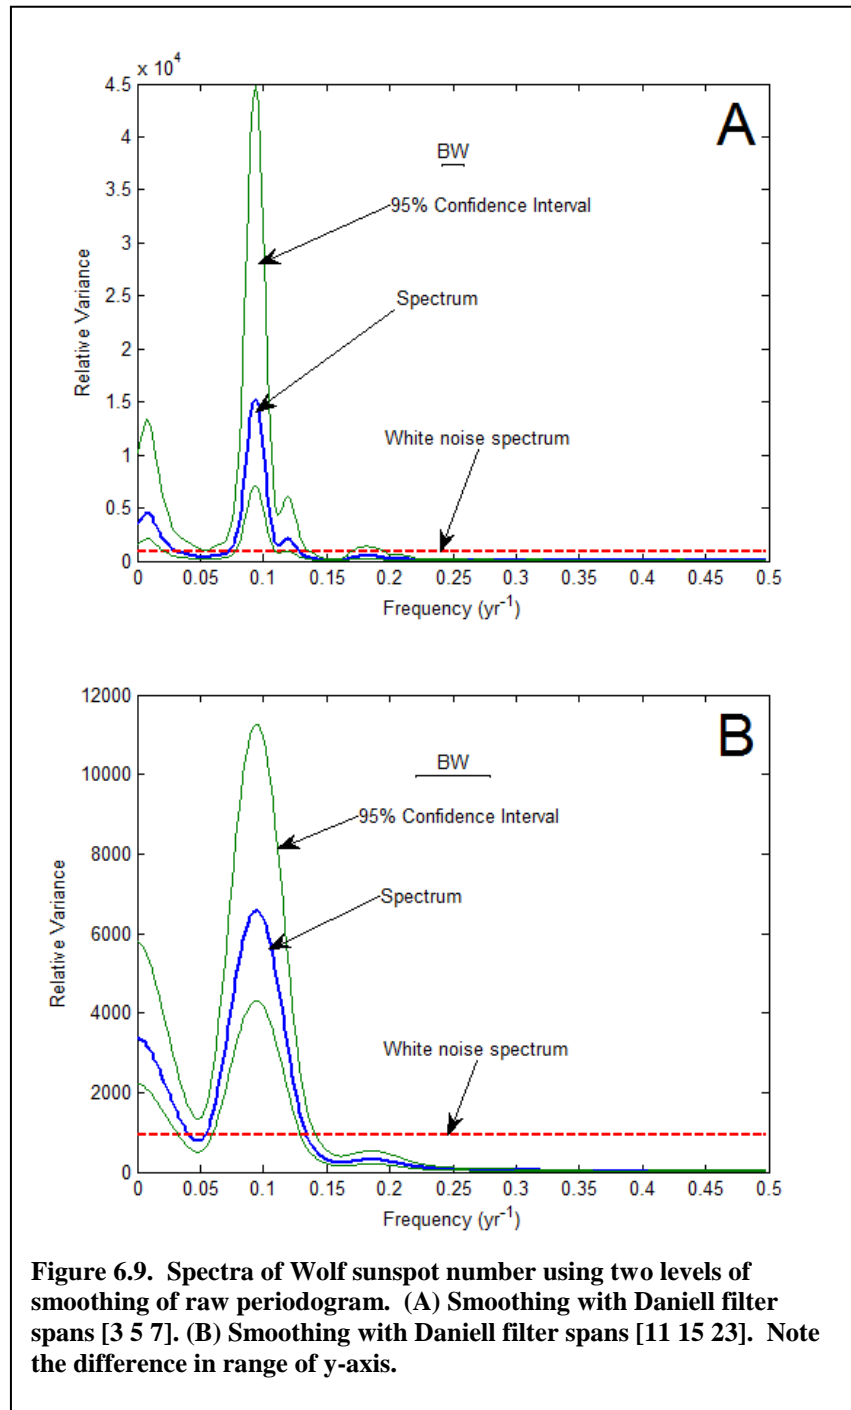 x 10⁴
4.5
4
3.5
3
2.5
2
1.5
1
0.5
0
Relative Variance
A
BW
95% Confidence Interval
Spectrum
White noise spectrum
0 0.05 0.1 0.15 0.2 0.25 0.3 0.35 0.4 0.45 0.5
Frequency (yr⁻¹)
12000
10000
8000
6000
4000
2000
0
Relative Variance
B
BW
95% Confidence Interval
Spectrum
White noise spectrum
0 0.05 0.1 0.15 0.2 0.25 0.3 0.35 0.4 0.45 0.5
Frequency (yr⁻¹)
Figure 6.9. Spectra of Wolf sunspot number using two levels of
smoothing of raw periodogram. (A) Smoothing with Daniell filter
spans [3 5 7]. (B) Smoothing with Daniell filter spans [11 15 23]. Note
the difference in range of y-axis.